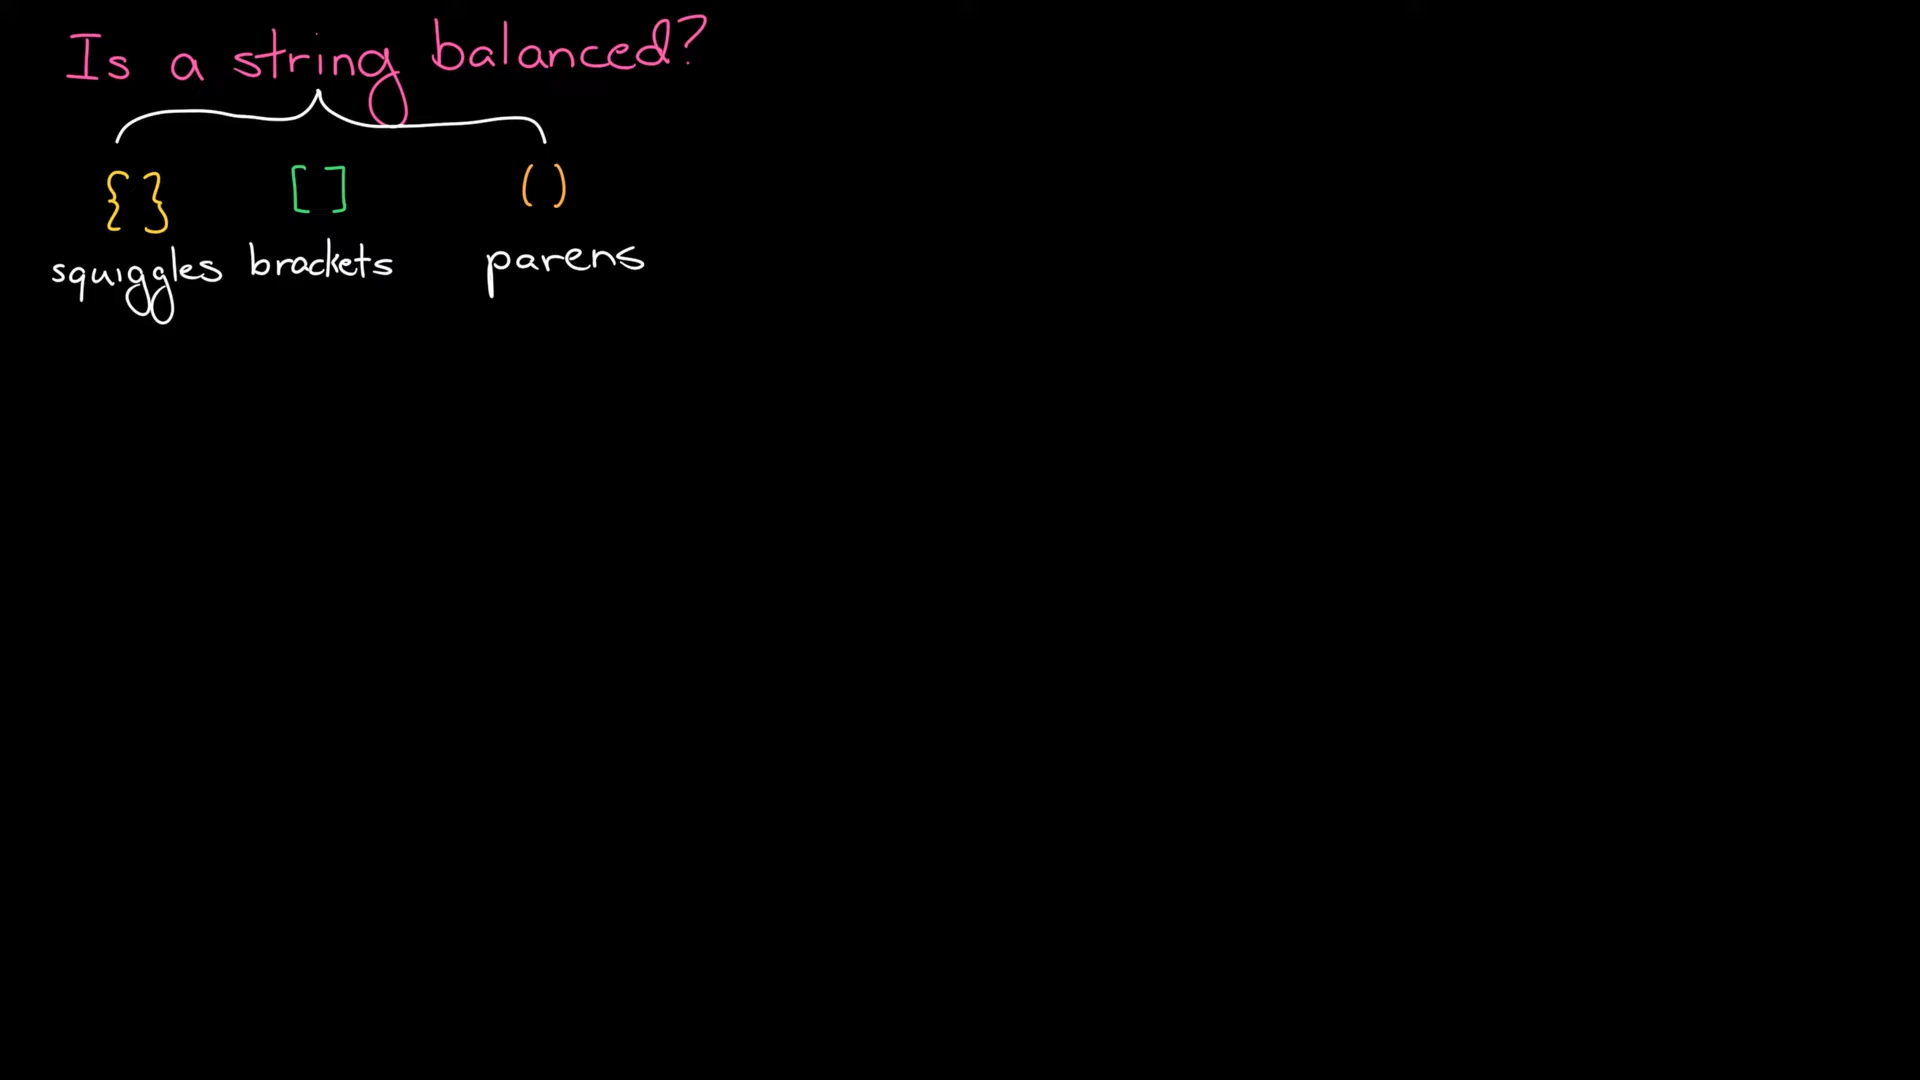 Is a string balanced?
{} [] ()
squiggles brackets parens